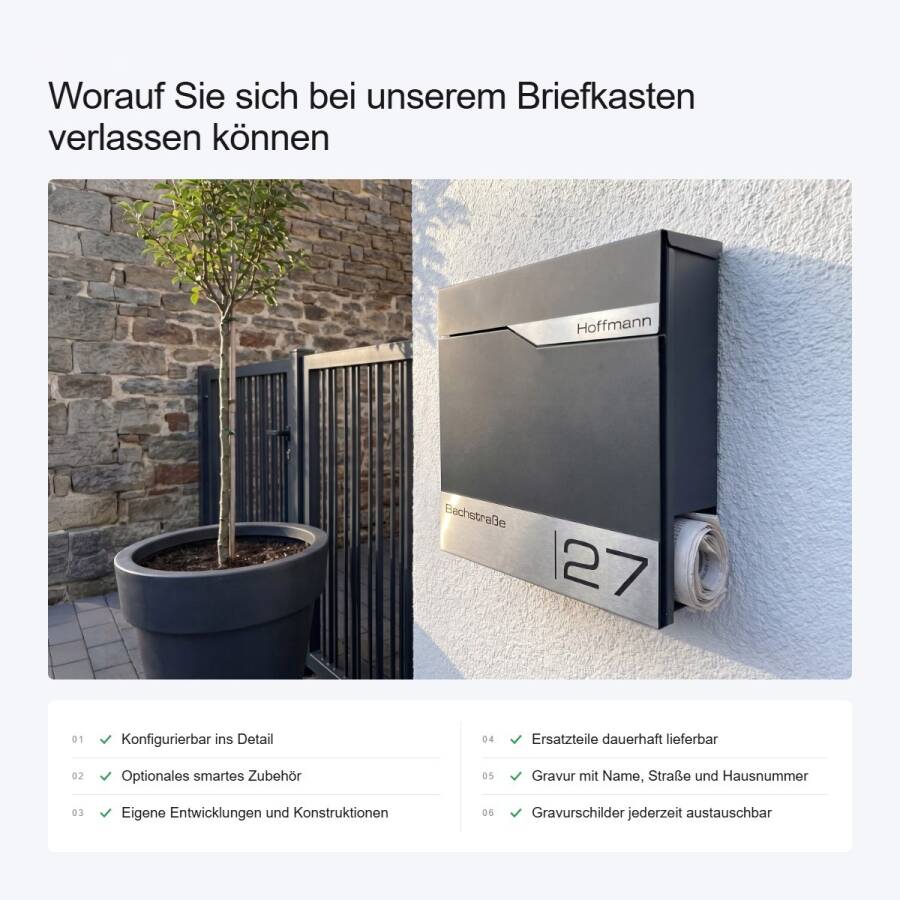 Worauf Sie sich bei unserem Briefkasten
verlassen können
Hoffmann
Bachstraße
27
01 Konfigurierbar ins Detail
02 Optionales smartes Zubehör
03 Eigene Entwicklungen und Konstruktionen
04 Ersatzteile dauerhaft lieferbar
05 Gravur mit Name, Straße und Hausnummer
06 Gravurschilder jederzeit austauschbar